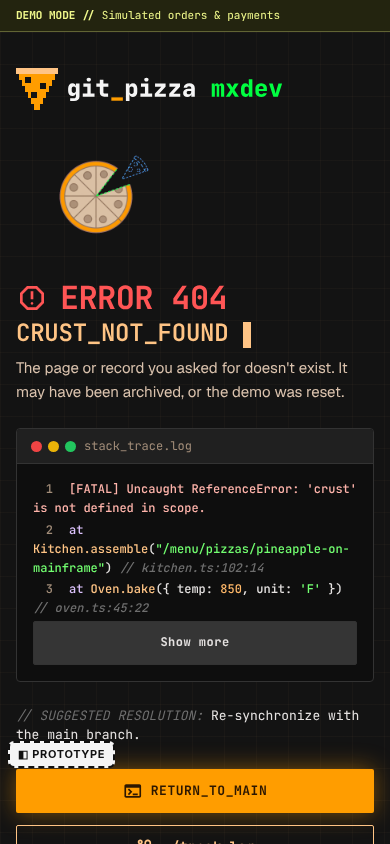 DEMO MODE // Simulated orders & payments
git_pizza mxdev
ERROR 404
CRUST_NOT_FOUND
The page or record you asked for doesn't exist. It
may have been archived, or the demo was reset.
stack_trace.log
1 [FATAL] Uncaught ReferenceError: 'crust'
is not defined in scope.
2 at
Kitchen.assemble("/menu/pizzas/pineapple-on-
mainframe") // kitchen.ts:102:14
3 at Oven.bake({ temp: 850, unit: 'F' })
// oven.ts:45:22
Show more
// SUGGESTED RESOLUTION: Re-synchronize with
the main branch.
PROTOTYPE
RETURN_TO_MAIN